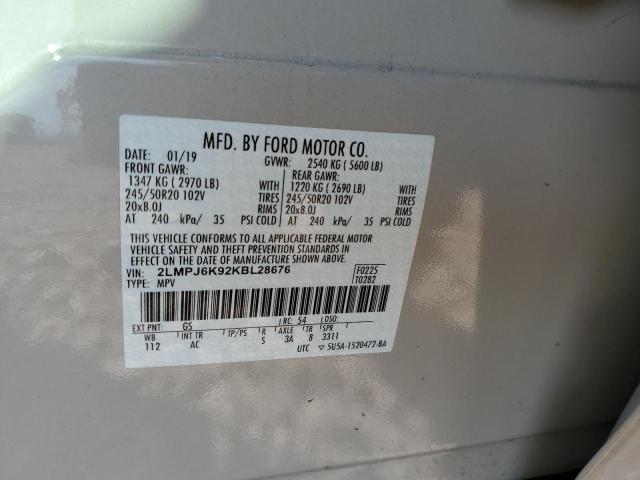 MFD. BY FORD MOTOR CO.
DATE: 01/19 GVWR: 2540 KG ( 5600 LB)
FRONT GAWR: REAR GAWR:
1347 KG ( 2970 LB) WITH 1220 KG ( 2690 LB) WITH
245/50R20 102V TIRES 245/50R20 102V TIRES
20x8.0J RIMS 20x8.0J RIMS
AT 240 kPa/ 35 PSI COLD AT 240 kPa/ 35 PSI COLD
THIS VEHICLE CONFORMS TO ALL APPLICABLE FEDERAL MOTOR
VEHICLE SAFETY AND THEFT PREVENTION STANDARDS IN
EFFECT ON THE DATE OF MANUFACTURE SHOWN ABOVE.
VIN: 2LMPJ6K92KBL28676 F0225
TYPE: MPV T0282
EXT PNT: GS RC: 54 DSO:
WB INT TR TP/PS R AXLE TR SPR
112 AC S 3A 8 3311
UTC ▽ 5U5A-1520472-BA